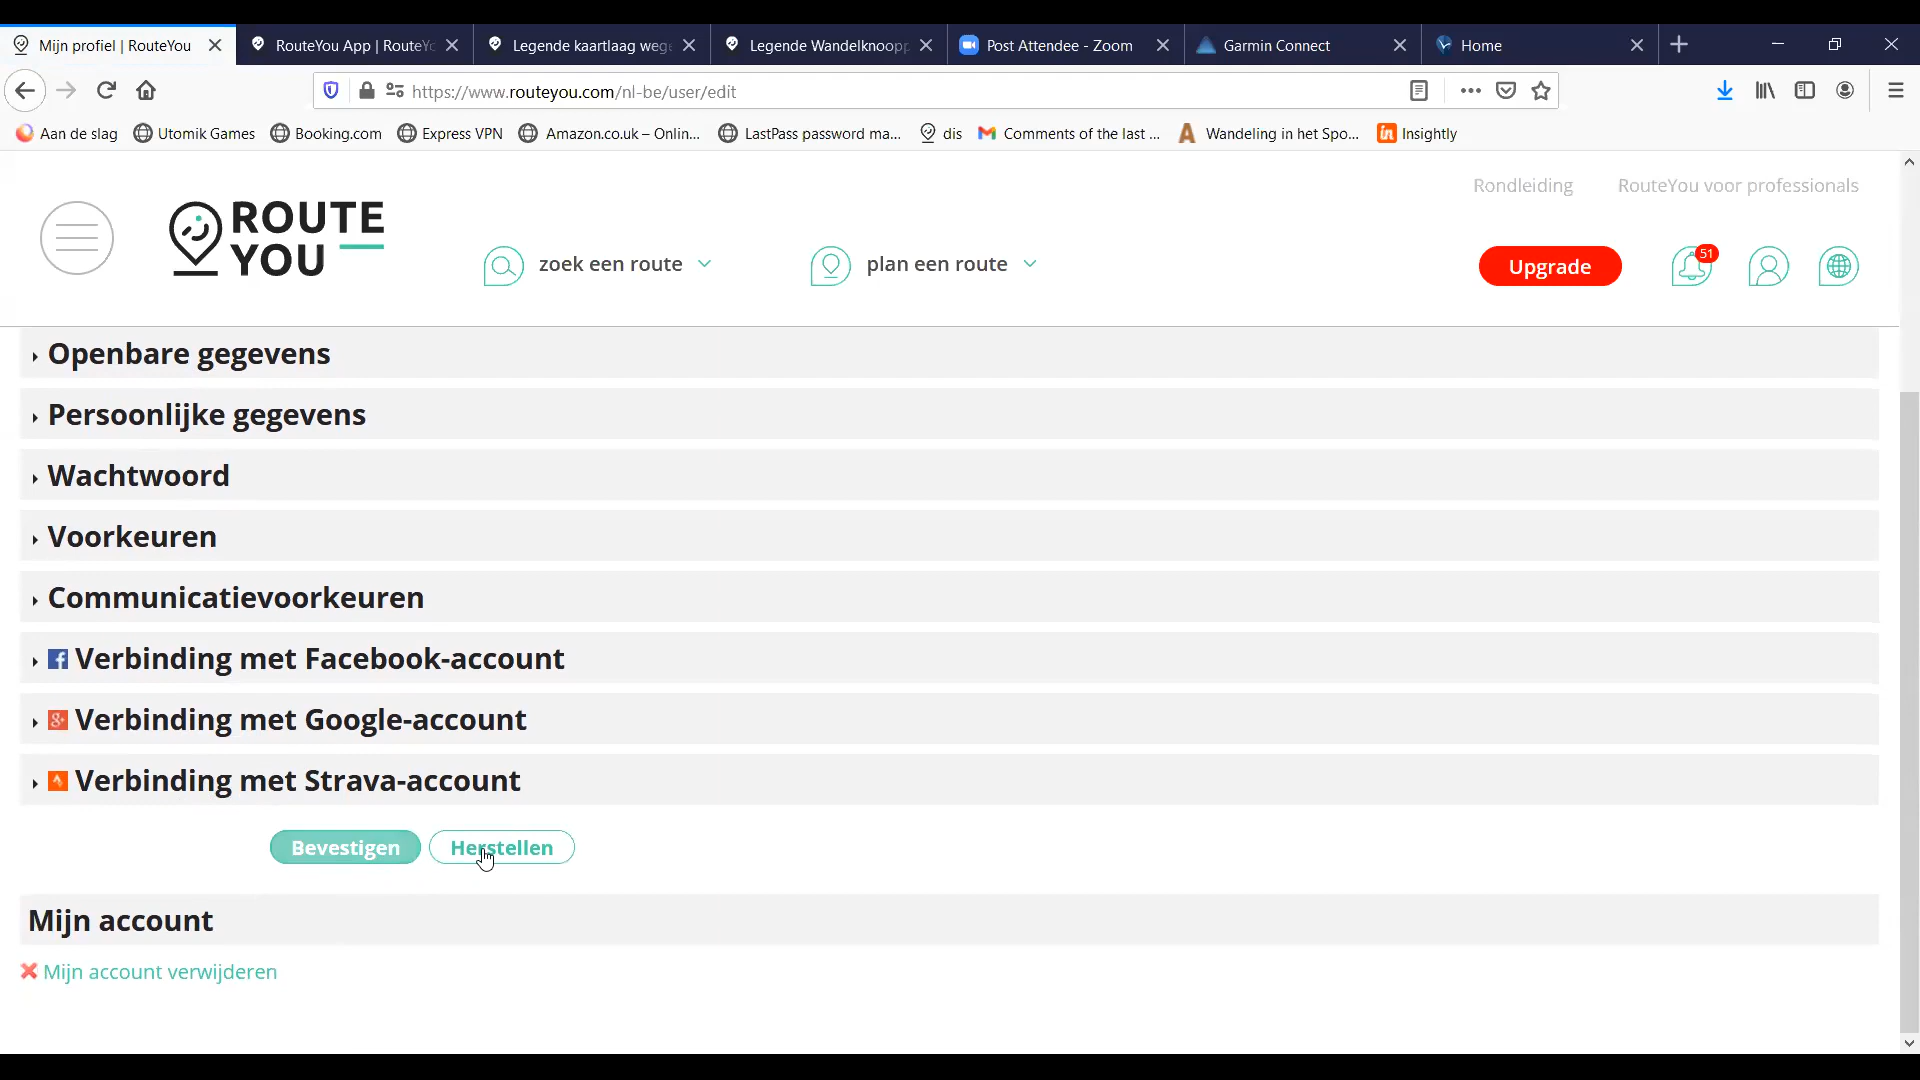 Mijn profiel | RouteYou
RouteYou App | RouteYo
Legende kaartlaag weg
Legende Wandelknoopp
Post Attendee - Zoom
Garmin Connect
Home
https://www.routeyou.com/nl-be/user/edit
Aan de slag
Utomik Games
Booking.com
Express VPN
Amazon.co.uk – Onlin...
LastPass password ma...
dis
Comments of the last ...
Wandeling in het Spo...
Insightly
Rondleiding
RouteYou voor professionals
ROUTE
YOU
zoek een route
plan een route
Upgrade
51
Openbare gegevens
Persoonlijke gegevens
Wachtwoord
Voorkeuren
Communicatievoorkeuren
Verbinding met Facebook-account
Verbinding met Google-account
Verbinding met Strava-account
Bevestigen
Herstellen
Mijn account
Mijn account verwijderen